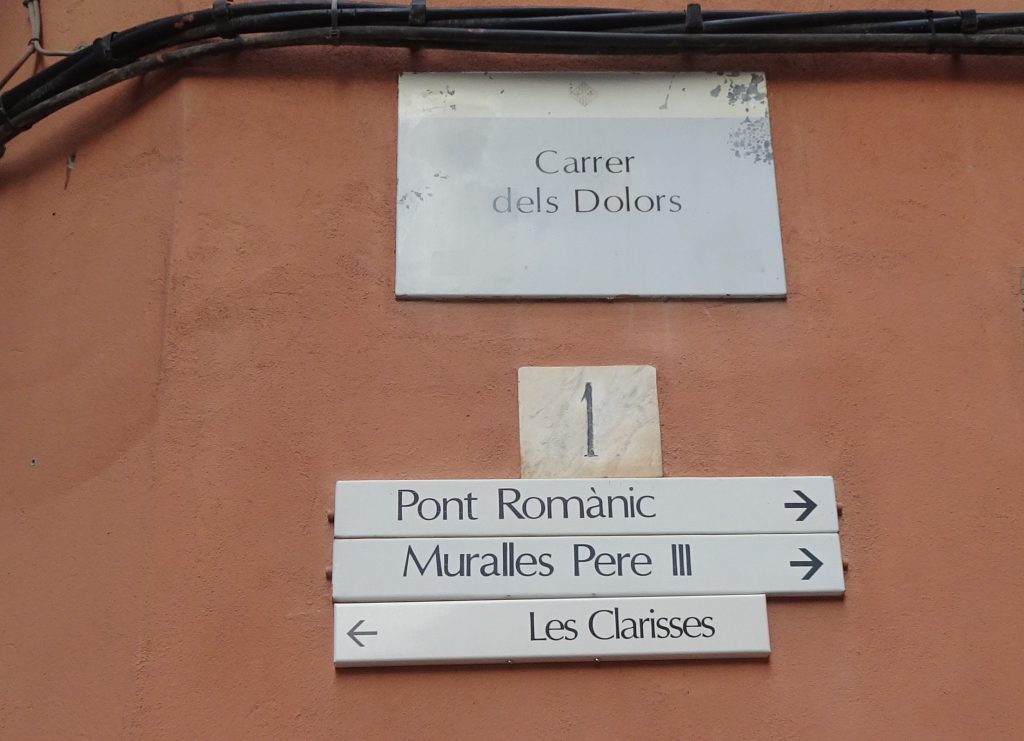 Carrer
dels Dolors
1
Pont Romànic →
Muralles Pere III →
← Les Clarisses